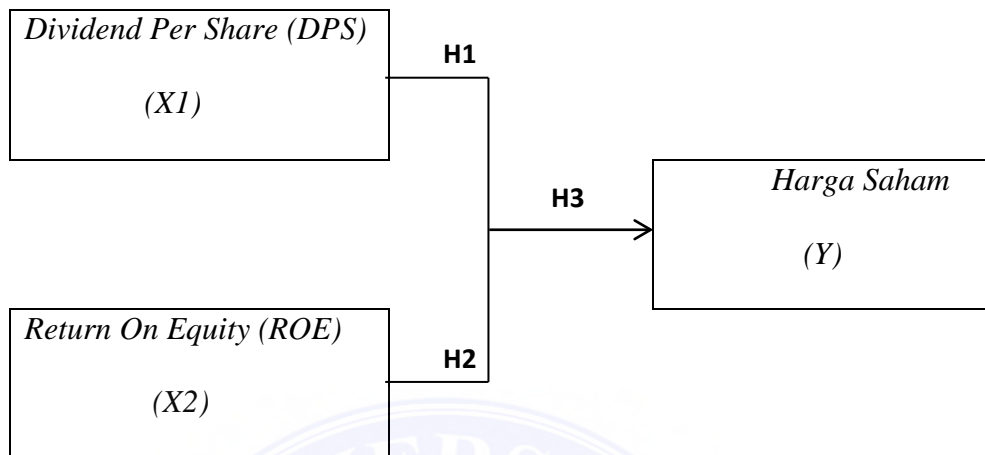 Dividend Per Share (DPS)
(X1)
H1
Harga Saham
(Y)
H3
Return On Equity (ROE)
(X2)
H2